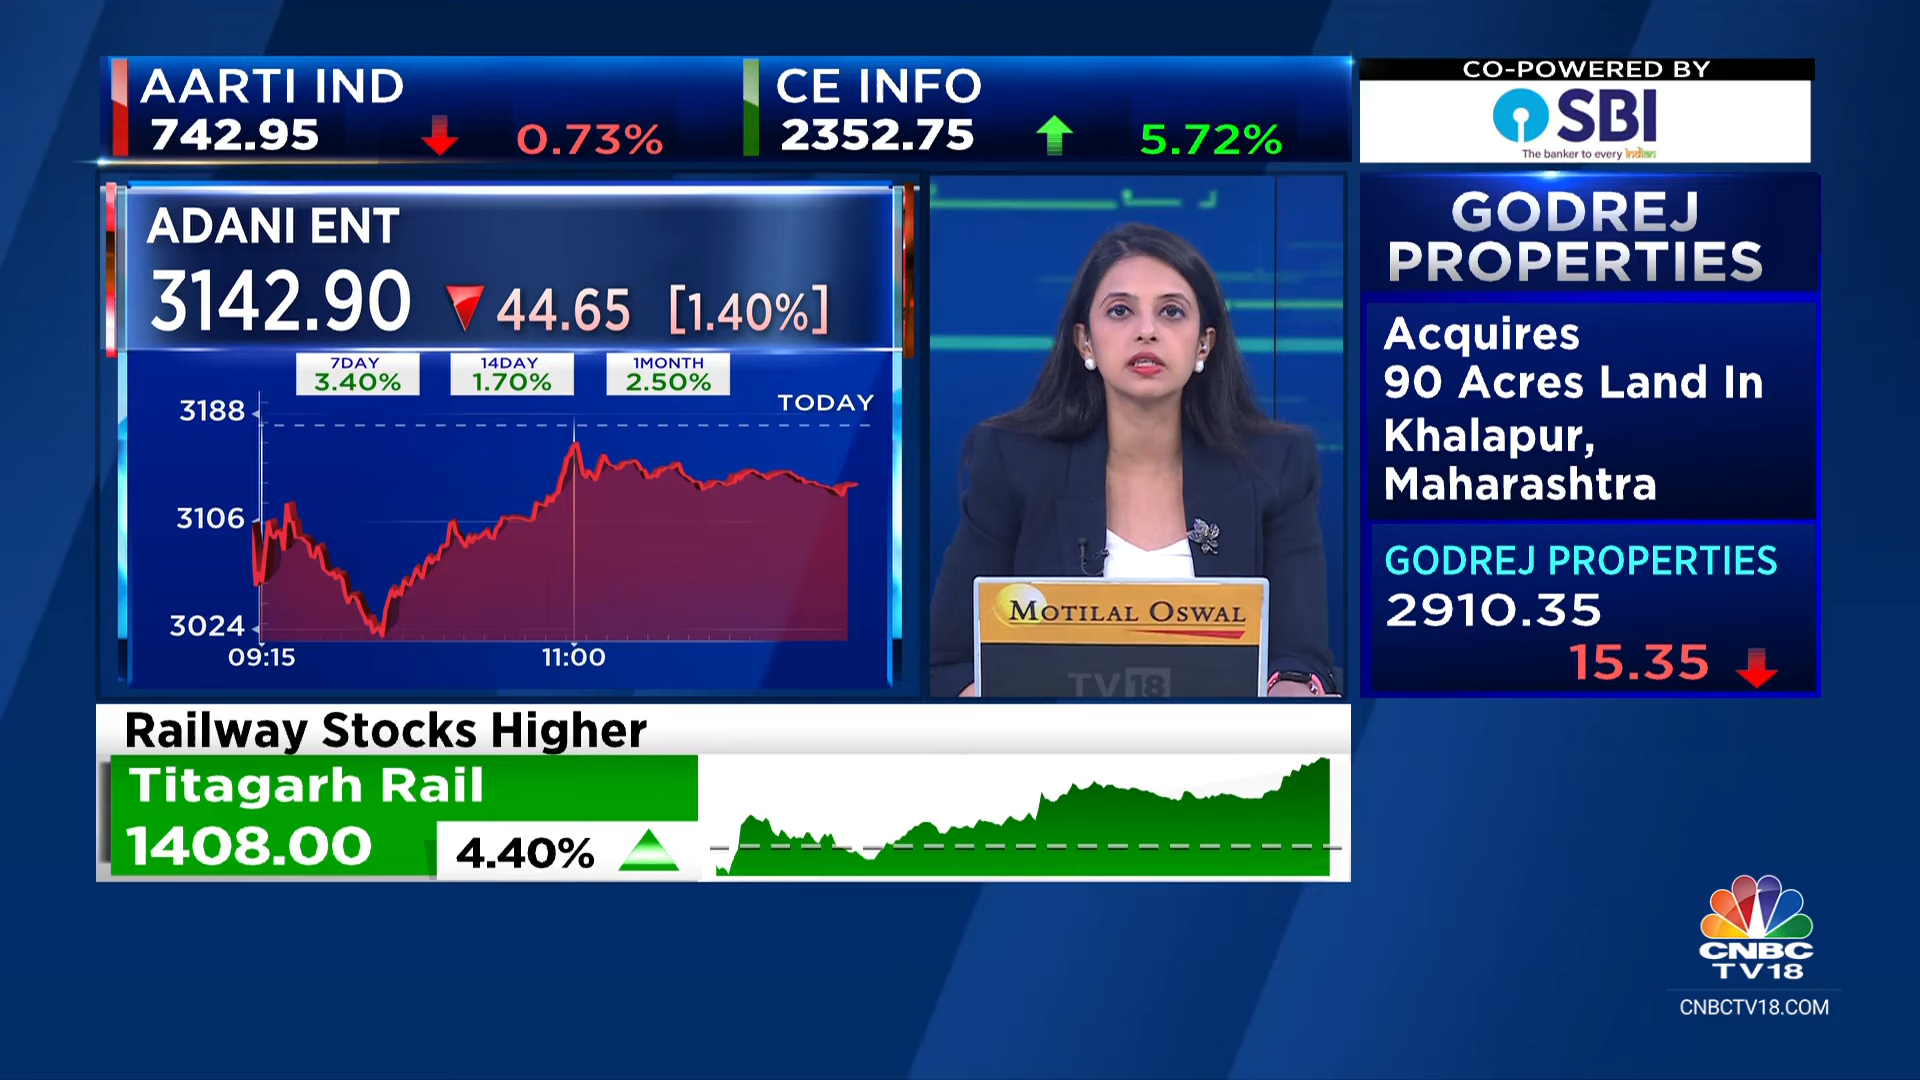 AARTI IND
742.95 0.73%
CE INFO
2352.75 5.72%
CO-POWERED BY
SBI
The banker to every indian
ADANI ENT
3142.90 44.65 [1.40%]
7DAY
3.40%
14DAY
1.70%
1MONTH
2.50%
TODAY
3188
3106
3024
09:15 11:00
MOTILAL OSWAL
TV18
GODREJ
PROPERTIES
Acquires
90 Acres Land In
Khalapur,
Maharashtra
GODREJ PROPERTIES
2910.35
15.35
Railway Stocks Higher
Titagarh Rail
1408.00 4.40%
CNBC
TV18
CNBCTV18.COM